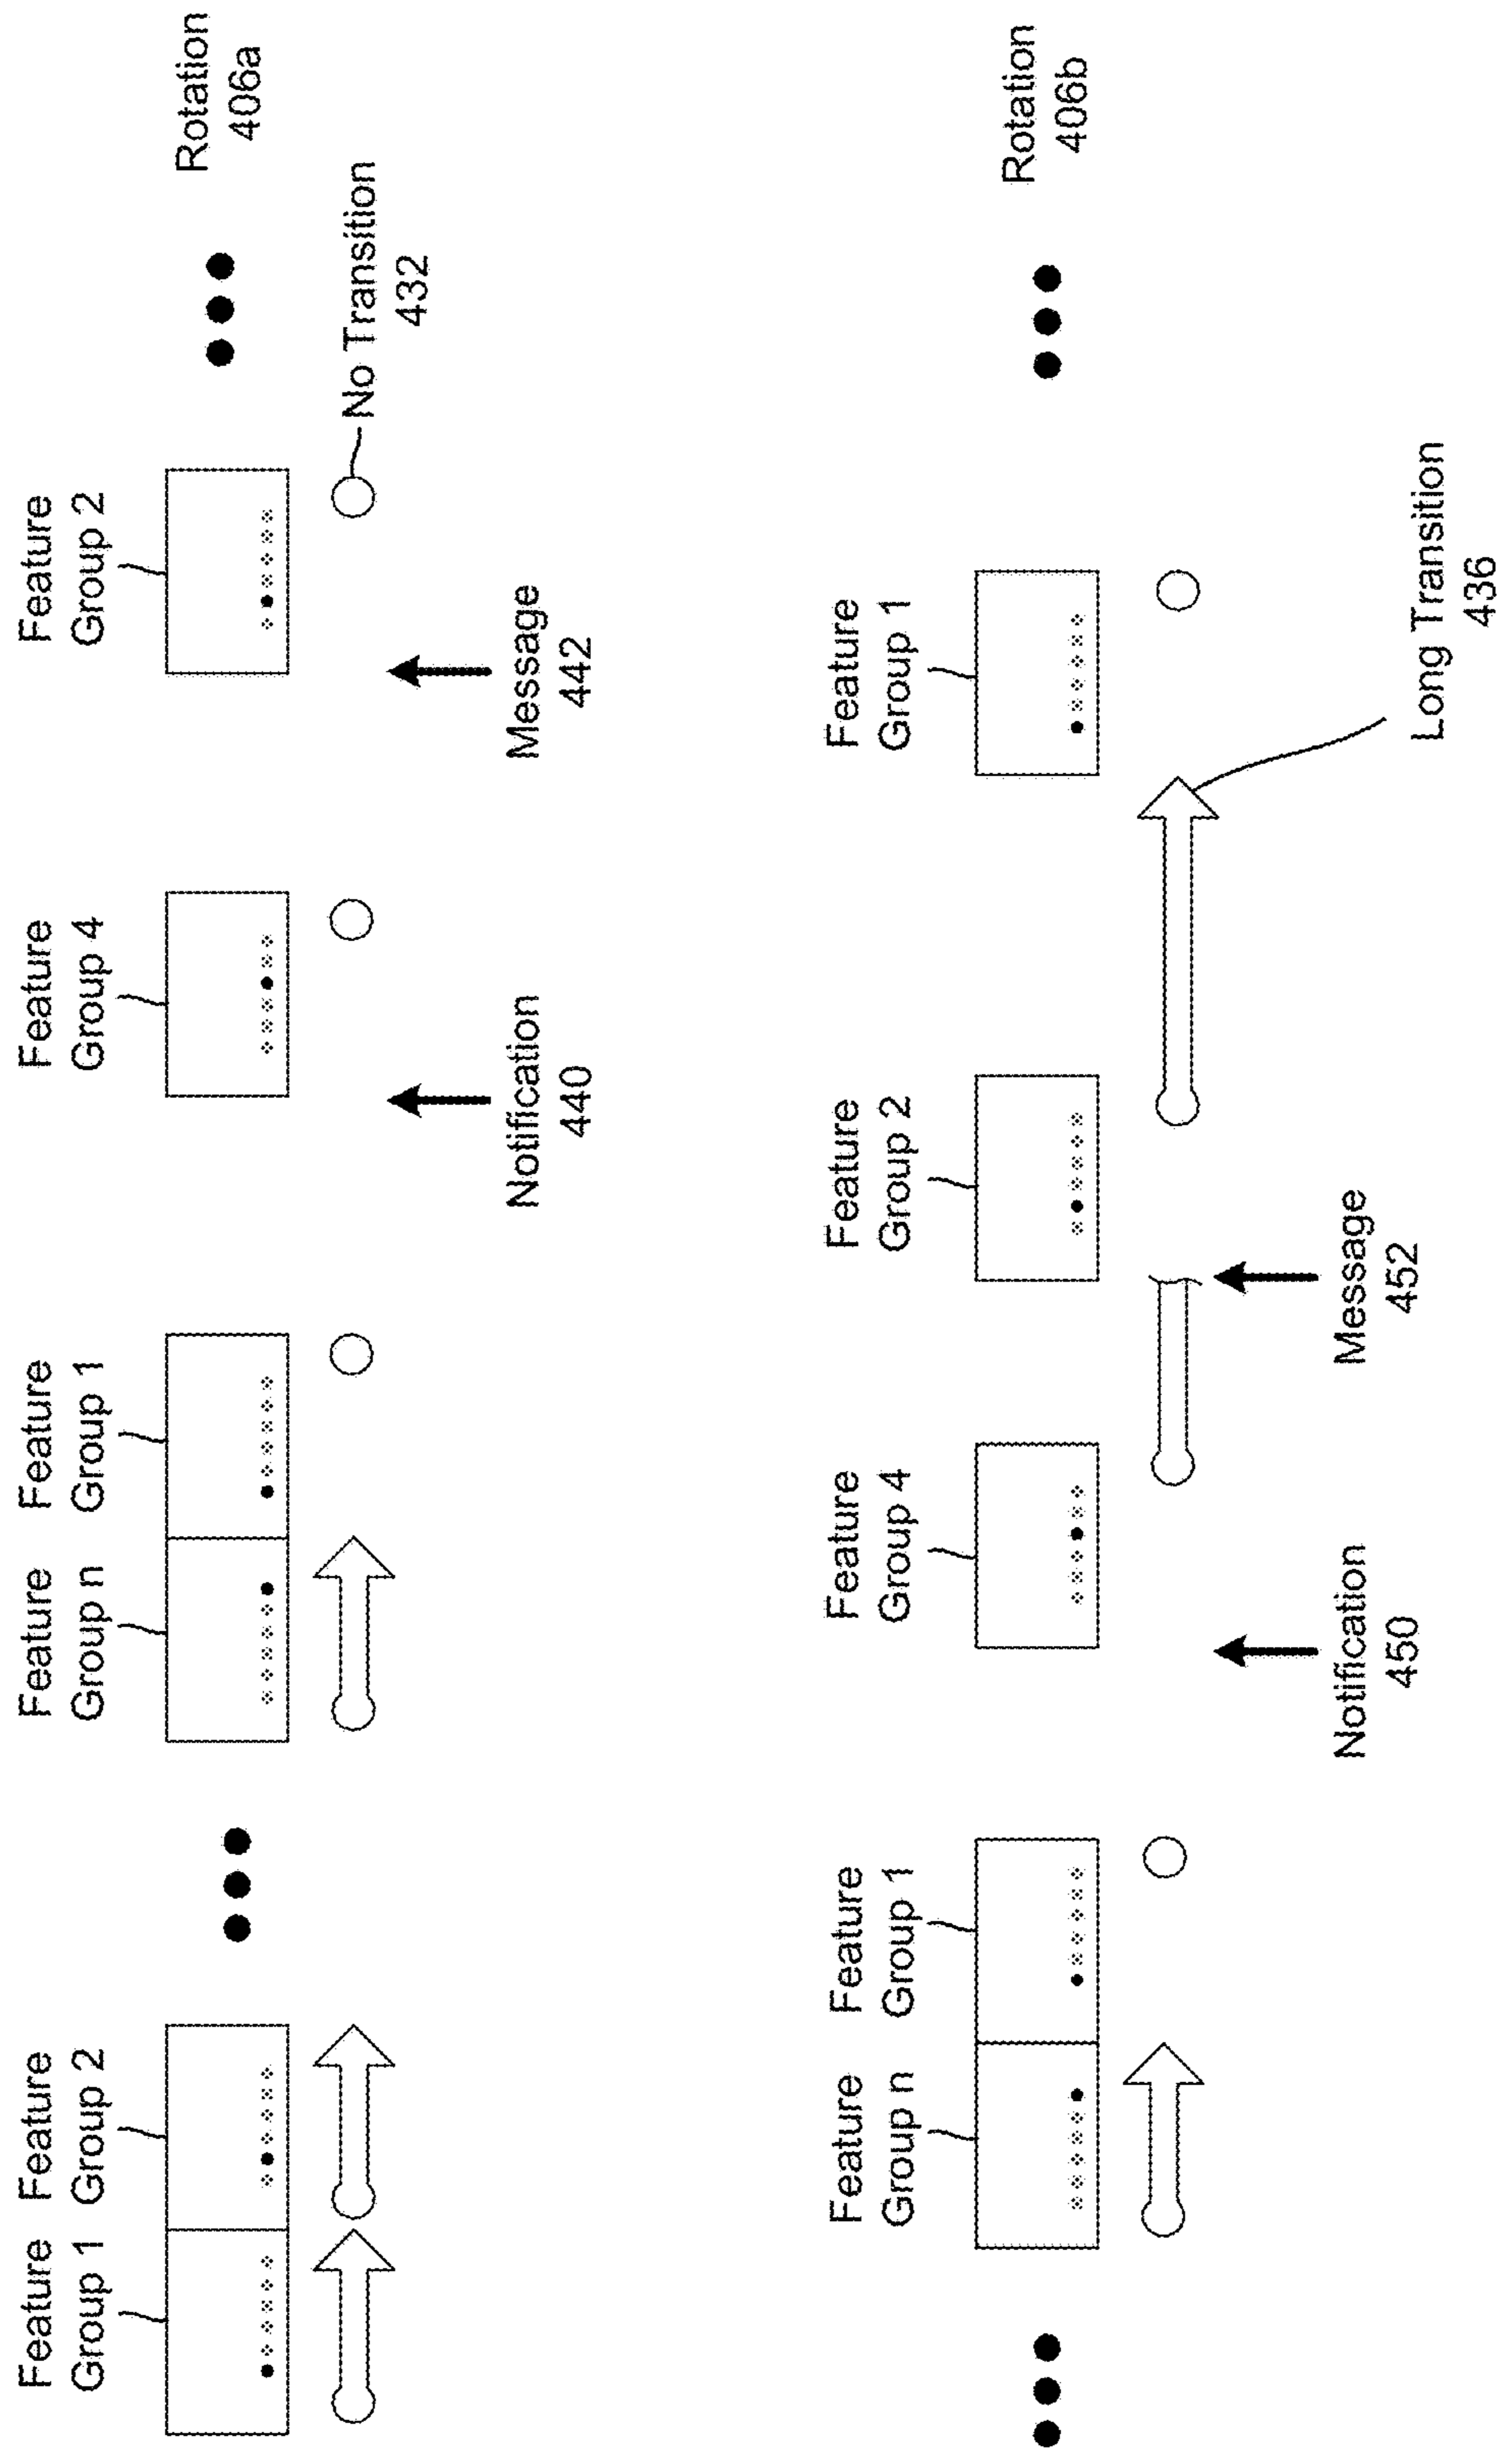 Feature
Group 1
Feature
Group 2
Feature
Group n
Feature
Group 1
Feature
Group 4
Feature
Group 2
Rotation
406a
No Transition
432
Notification
440
Message
442
Feature
Group n
Feature
Group 1
Feature
Group 4
Feature
Group 2
Feature
Group 1
Rotation
406b
Notification
450
Message
452
Long Transition
436